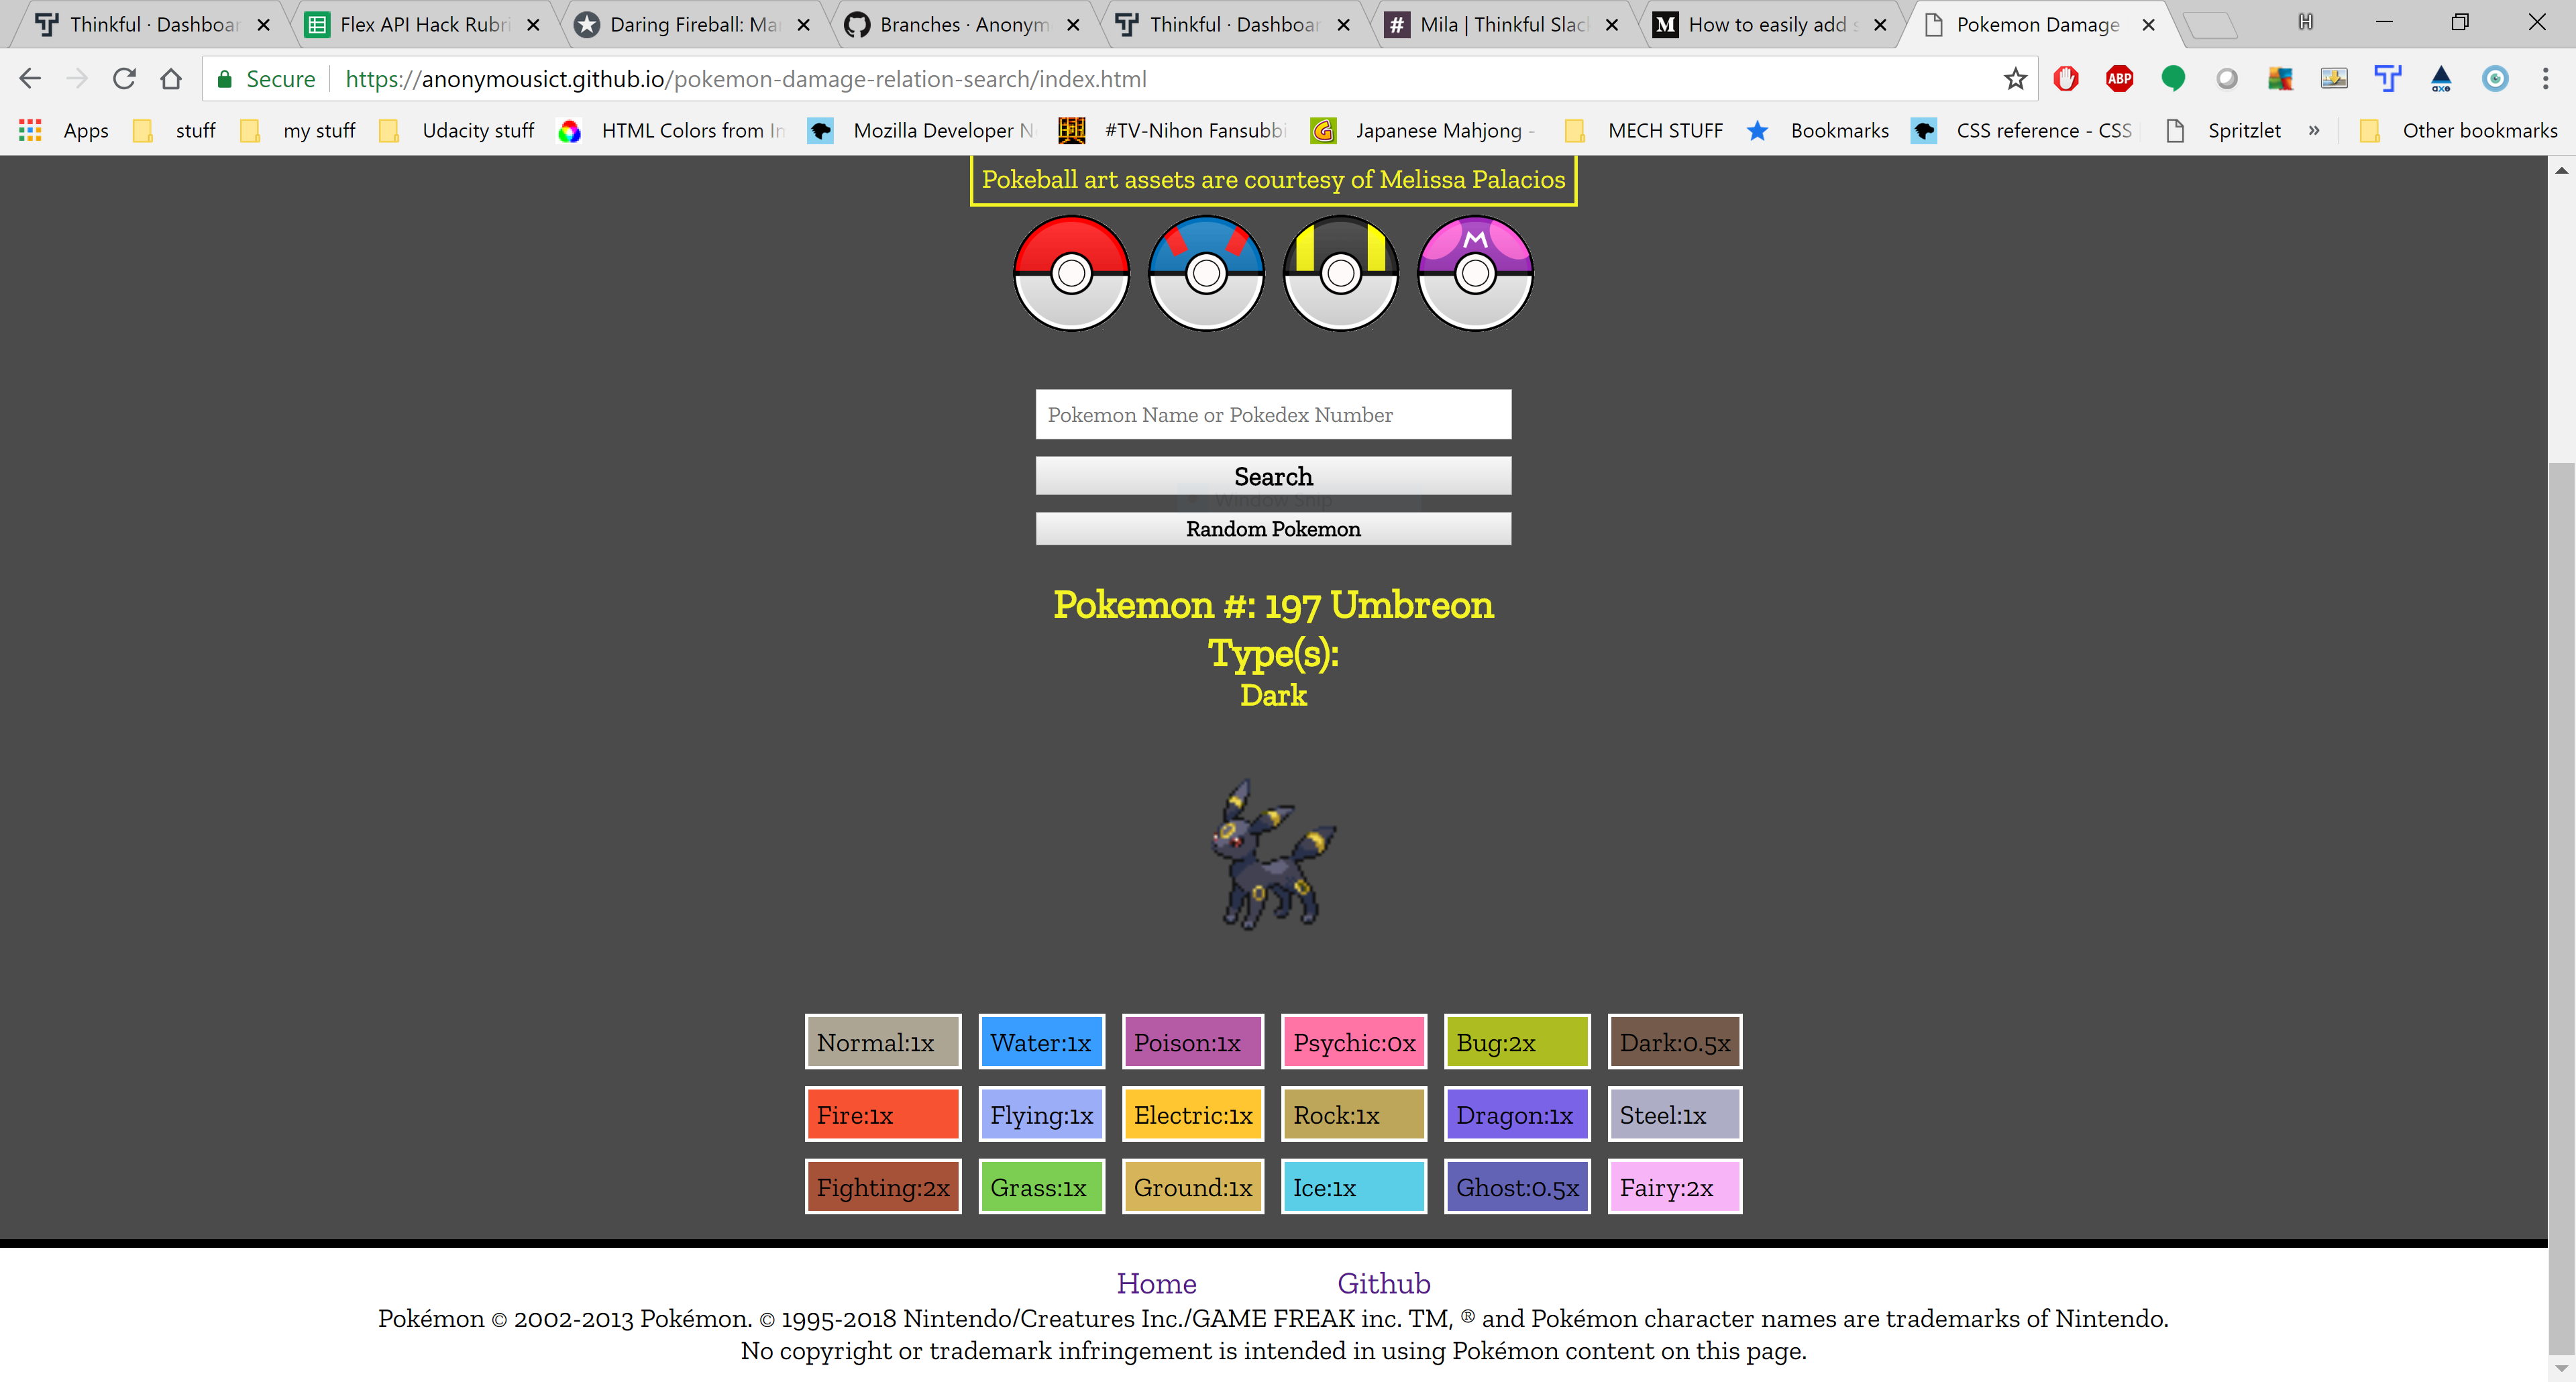 Thinkful · Dashboar
Flex API Hack Rubri
Daring Fireball: Ma
Branches · Anonym
Thinkful · Dashboar
Mila | Thinkful Slac
How to easily add s
Pokemon Damage
Secure
https://anonymousict.github.io/pokemon-damage-relation-search/index.html
ABP
axe
Apps
stuff
my stuff
Udacity stuff
HTML Colors from In
Mozilla Developer N
#TV-Nihon Fansubbi
Japanese Mahjong -
MECH STUFF
Bookmarks
CSS reference - CSS
Spritzlet
»
Other bookmarks
Pokeball art assets are courtesy of Melissa Palacios
M
Pokemon Name or Pokedex Number
Search
Window Snip
Random Pokemon
Pokemon #: 197 Umbreon
Type(s):
Dark
Normal:1x Water:1x Poison:1x Psychic:0x Bug:2x Dark:0.5x
Fire:1x Flying:1x Electric:1x Rock:1x Dragon:1x Steel:1x
Fighting:2x Grass:1x Ground:1x Ice:1x Ghost:0.5x Fairy:2x
Home Github
Pokémon © 2002-2013 Pokémon. © 1995-2018 Nintendo/Creatures Inc./GAME FREAK inc. TM, ® and Pokémon character names are trademarks of Nintendo.
No copyright or trademark infringement is intended in using Pokémon content on this page.